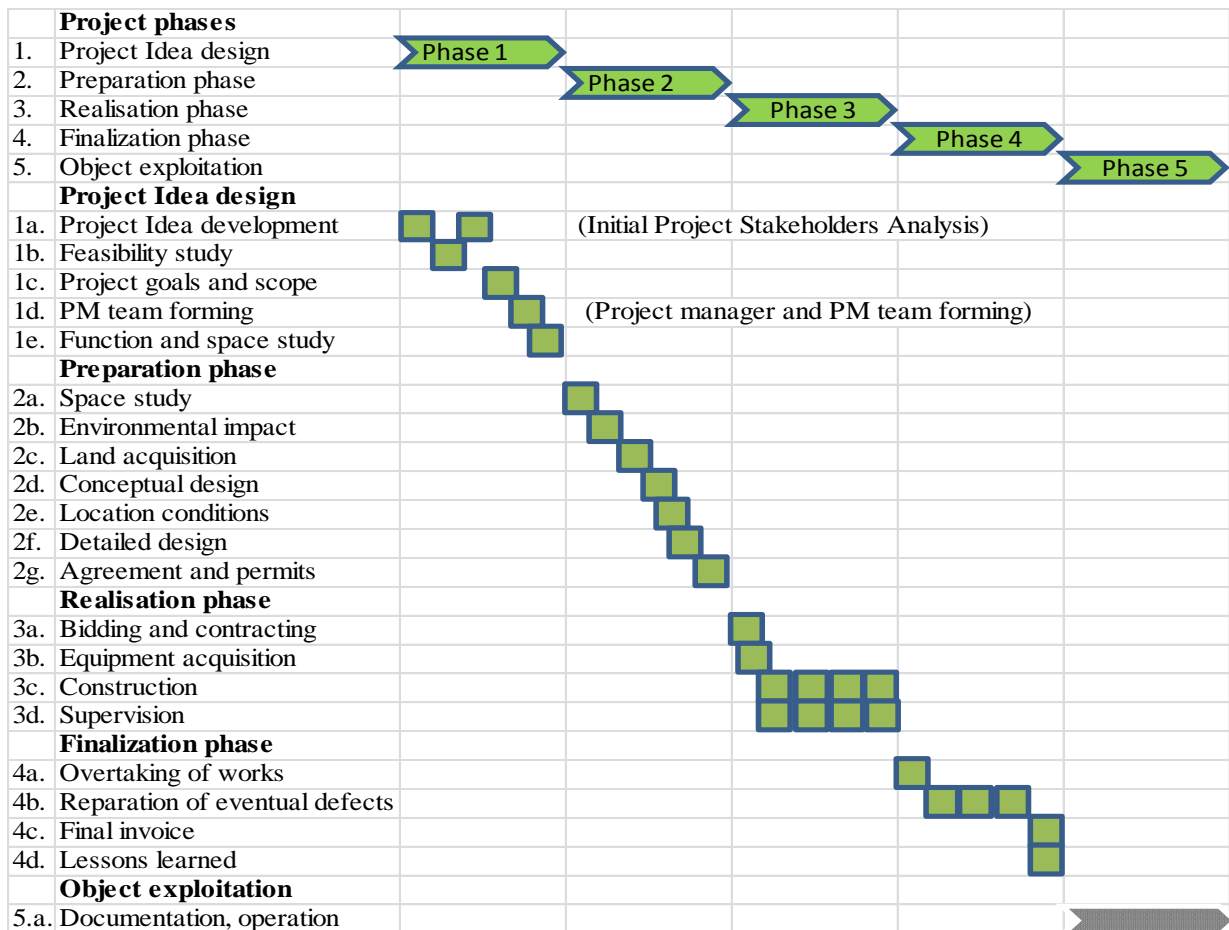 Project phases
1. Project Idea design Phase 1
2. Preparation phase Phase 2
3. Realisation phase Phase 3
4. Finalization phase Phase 4
5. Object exploitation Phase 5
Project Idea design
1a. Project Idea development (Initial Project Stakeholders Analysis)
1b. Feasibility study
1c. Project goals and scope
1d. PM team forming (Project manager and PM team forming)
1e. Function and space study
Preparation phase
2a. Space study
2b. Environmental impact
2c. Land acquisition
2d. Conceptual design
2e. Location conditions
2f. Detailed design
2g. Agreement and permits
Realisation phase
3a. Bidding and contracting
3b. Equipment acquisition
3c. Construction
3d. Supervision
Finalization phase
4a. Overtaking of works
4b. Reparation of eventual defects
4c. Final invoice
4d. Lessons learned
Object exploitation
5.a. Documentation, operation